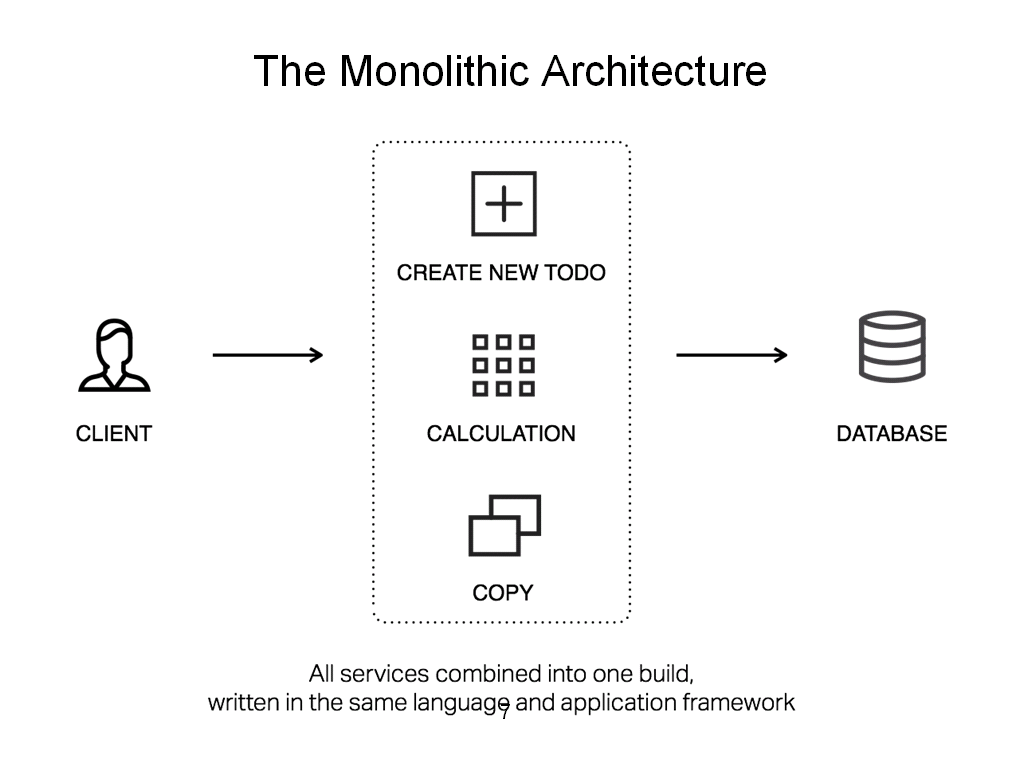 The Monolithic Architecture
CREATE NEW TODO
CLIENT
CALCULATION
DATABASE
COPY
All services combined into one build,
written in the same language and application framework
7